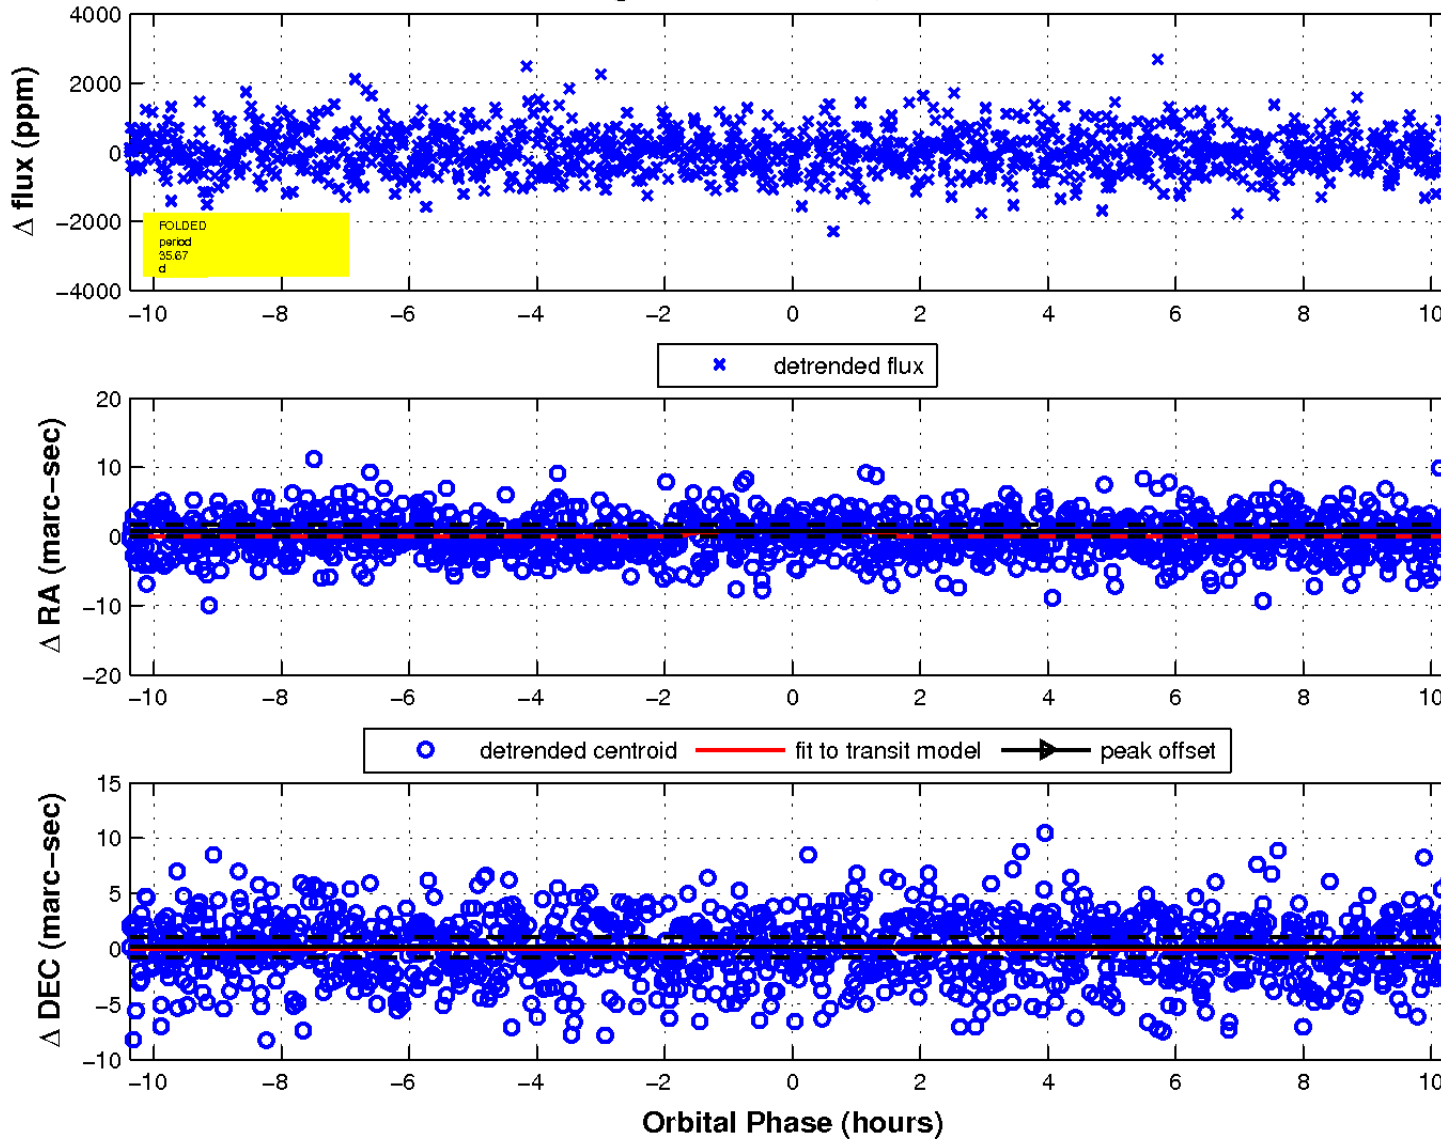 4000
2000
0
−2000
−4000
Δ flux (ppm)
FOLDED
period
35.67
d
−10 −8 −6 −4 −2 0 2 4 6 8 10
detrended flux
20
10
0
−10
−20
Δ RA (marc−sec)
−10 −8 −6 −4 −2 0 2 4 6 8 10
detrended centroid fit to transit model peak offset
15
10
5
0
−5
−10
Δ DEC (marc−sec)
−10 −8 −6 −4 −2 0 2 4 6 8 10
Orbital Phase (hours)